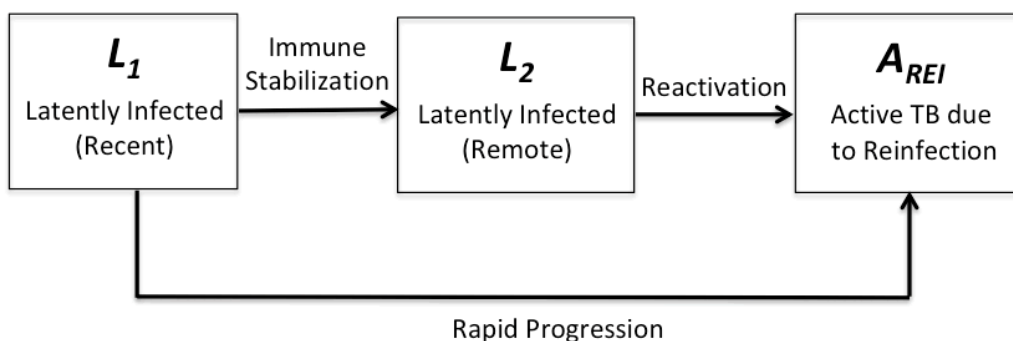 L1
Latently Infected
(Recent)
Immune
Stabilization
L2
Latently Infected
(Remote)
Reactivation
AREI
Active TB due
to Reinfection
Rapid Progression